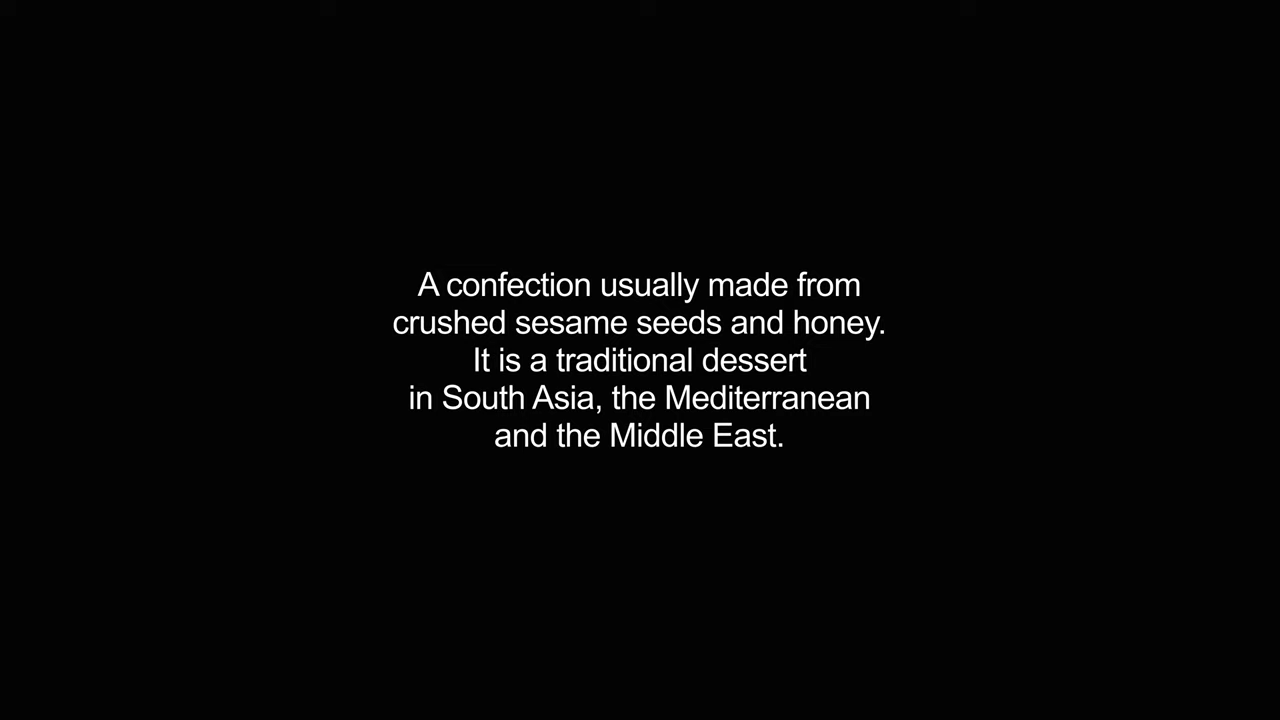 A confection usually made from
crushed sesame seeds and honey.
It is a traditional dessert
in South Asia, the Mediterranean
and the Middle East.